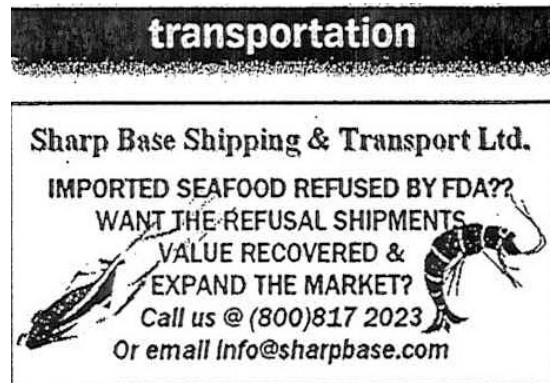 transportation
Sharp Base Shipping & Transport Ltd.
IMPORTED SEAFOOD REFUSED BY FDA??
WANT THE REFUSAL SHIPMENTS
VALUE RECOVERED &
EXPAND THE MARKET?
Call us @ (800)817 2023
Or email info@sharpbase.com